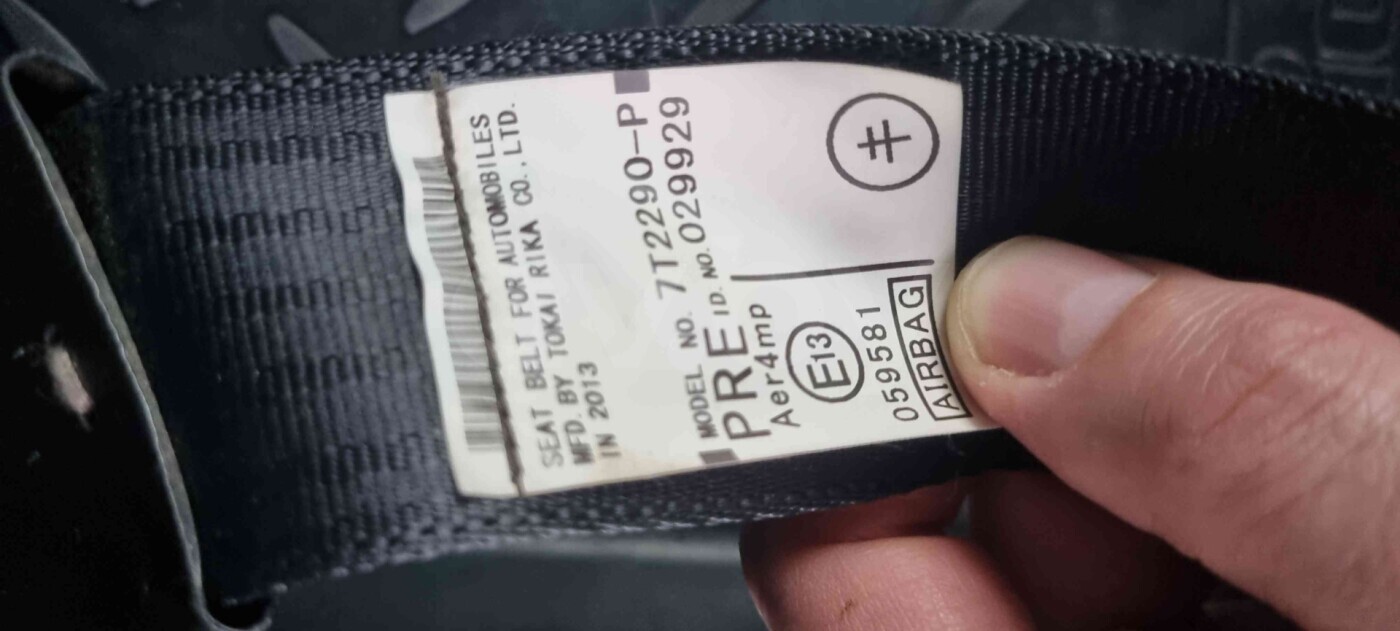 SEAT BELT FOR AUTOMOBILES
MFD. BY TOKAI RIKA CO., LTD.
IN 2013
MODEL NO. 7T2290-P
PRE ID. NO. 0299929
Aer4mp
E13
059581
AIRBAG
キ